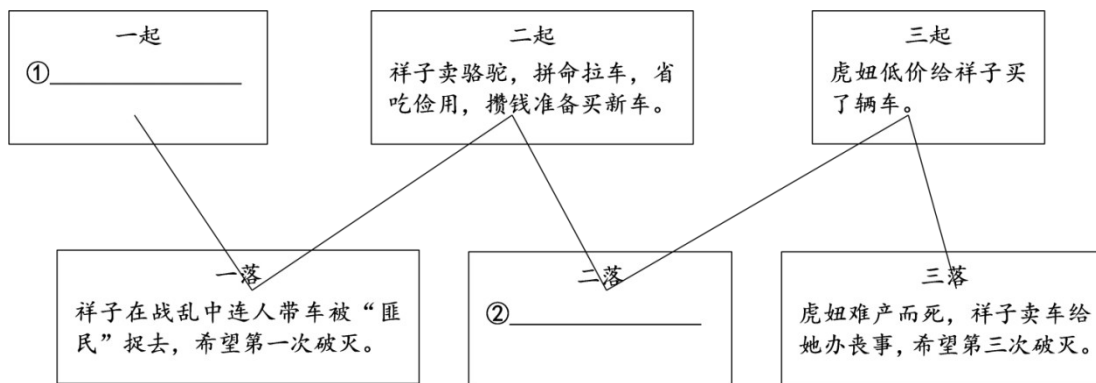 一起
①
二起
祥子卖骆驼，拼命拉车，省
吃俭用，攒钱准备买新车。
三起
虎妞低价给祥子买
了辆车。
一落
祥子在战乱中连人带车被“匪
民”捉去，希望第一次破灭。
二落
②
三落
虎妞难产而死，祥子卖车给
她办丧事，希望第三次破灭。